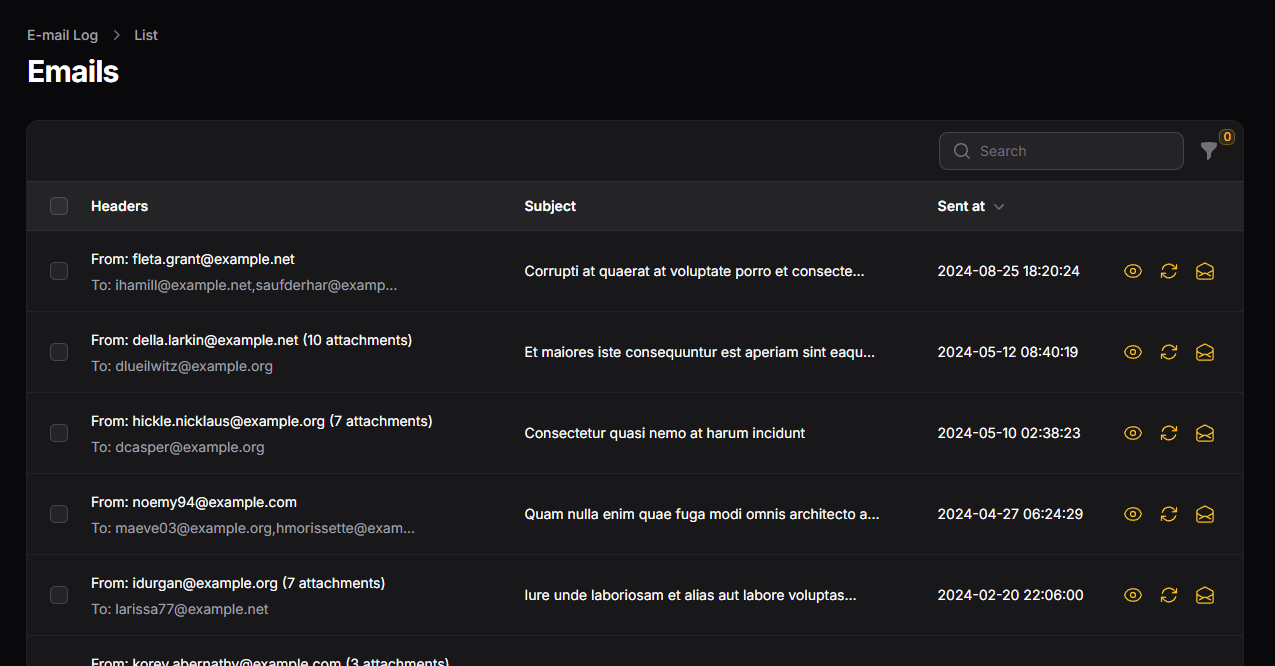 E-mail Log > List
Emails
0
Search
Headers Subject Sent at
From: fleta.grant@example.net
To: ihamill@example.net,saufderhar@examp...
Corrupti at quaerat at voluptate porro et consecte...
2024-08-25 18:20:24
From: della.larkin@example.net (10 attachments)
To: dlueilwitz@example.org
Et maiores iste consequuntur est aperiam sint eaqu...
2024-05-12 08:40:19
From: hickle.nicklaus@example.org (7 attachments)
To: dcasper@example.org
Consectetur quasi nemo at harum incidunt
2024-05-10 02:38:23
From: noemy94@example.com
To: maeve03@example.org,hmorissette@exam...
Quam nulla enim quae fuga modi omnis architecto a...
2024-04-27 06:24:29
From: idurgan@example.org (7 attachments)
To: larissa77@example.net
Iure unde laboriosam et alias aut labore voluptas...
2024-02-20 22:06:00
From: korey.abernathy@example.com (3 attachments)